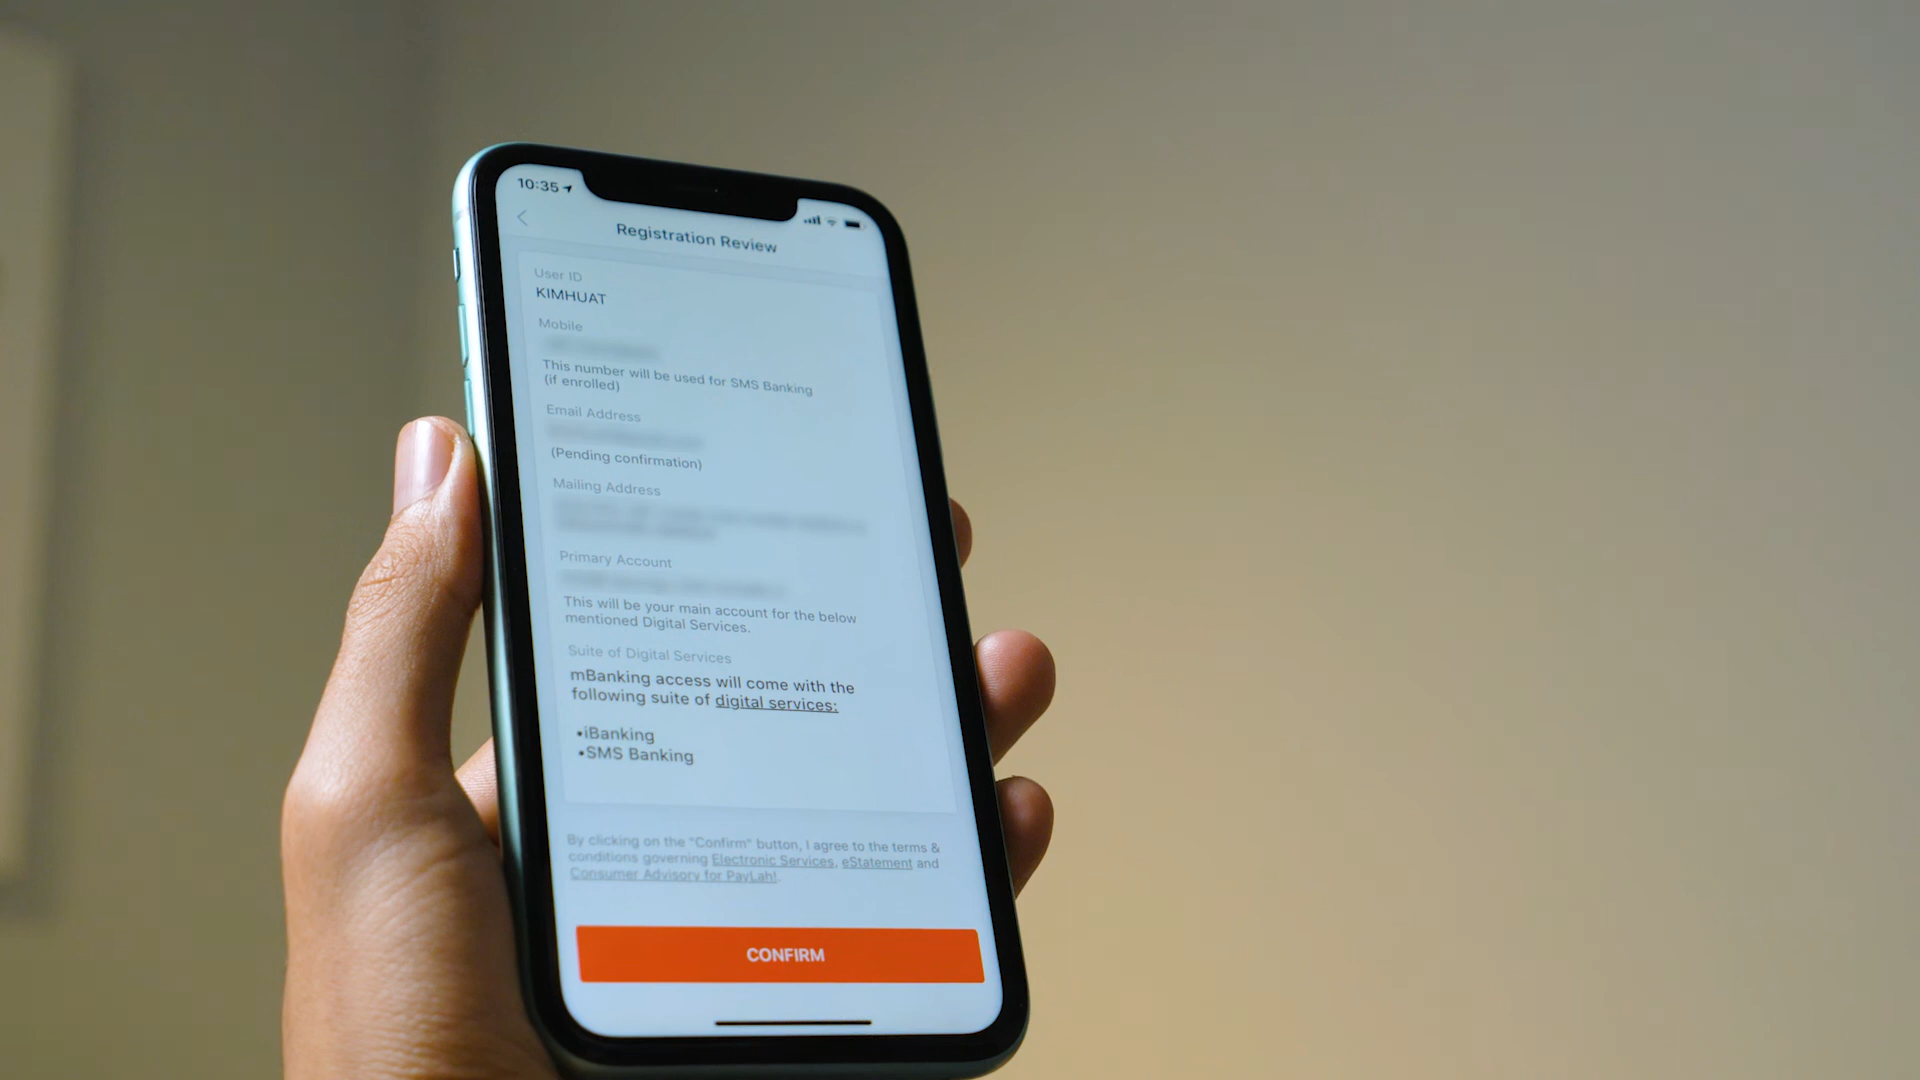 10:35
Registration Review
User ID
KIMHUAT
Mobile
This number will be used for SMS Banking
(if enrolled)
Email Address
(Pending confirmation)
Mailing Address
Primary Account
This will be your main account for the below
mentioned Digital Services.
Suite of Digital Services
mBanking access will come with the
following suite of digital services:
•iBanking
•SMS Banking
By clicking on the "Confirm" button, I agree to the terms &
conditions governing Electronic Services, eStatement and
Consumer Advisory for PayLah!.
CONFIRM